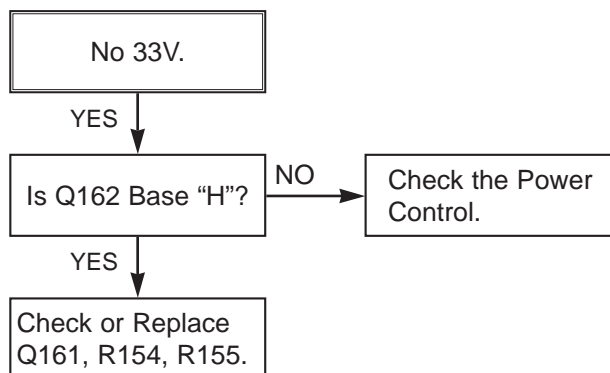 No 33V.
YES
Is Q162 Base “H”?
NO
Check the Power
Control.
YES
Check or Replace
Q161, R154, R155.